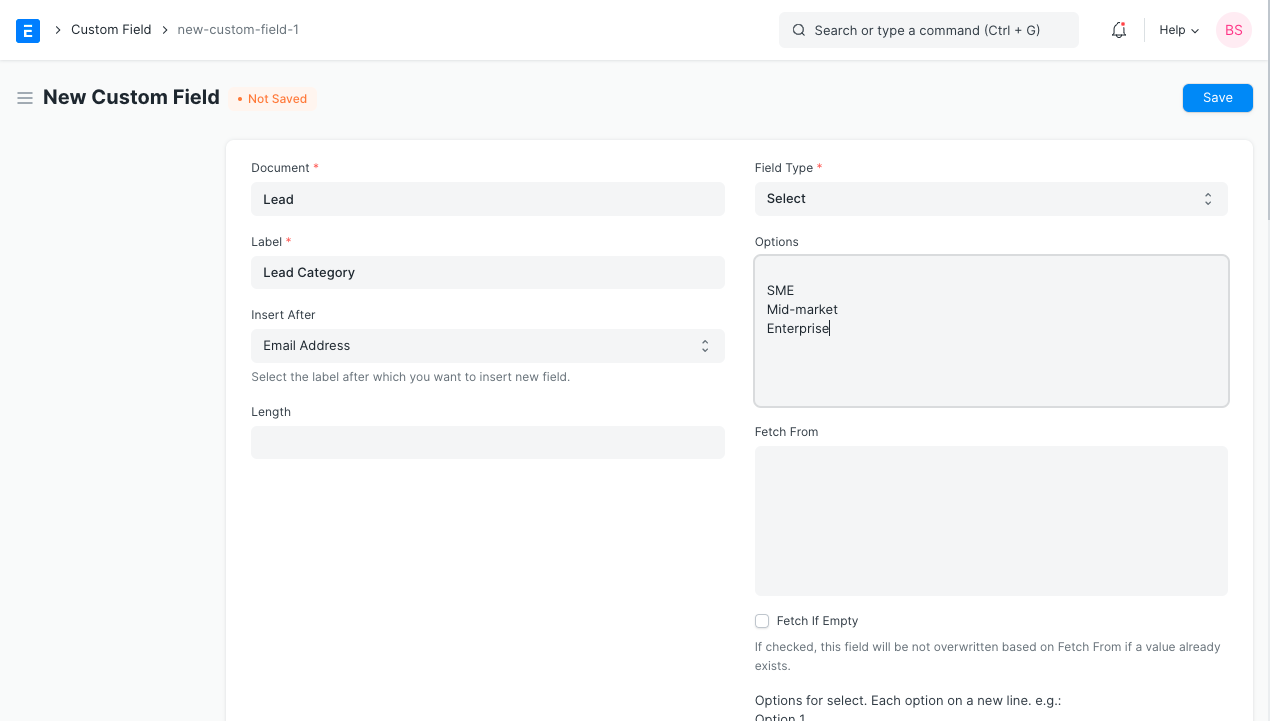 Custom Field
new-custom-field-1
Search or type a command (Ctrl + G)
Help
BS
New Custom Field
Not Saved
Save
Document *
Lead
Label *
Lead Category
Insert After
Email Address
Select the label after which you want to insert new field.
Length
Field Type *
Select
Options
SME
Mid-market
Enterprise
Fetch From
Fetch If Empty
If checked, this field will be not overwritten based on Fetch From if a value already
exists.
Options for select. Each option on a new line. e.g.:
Option 1